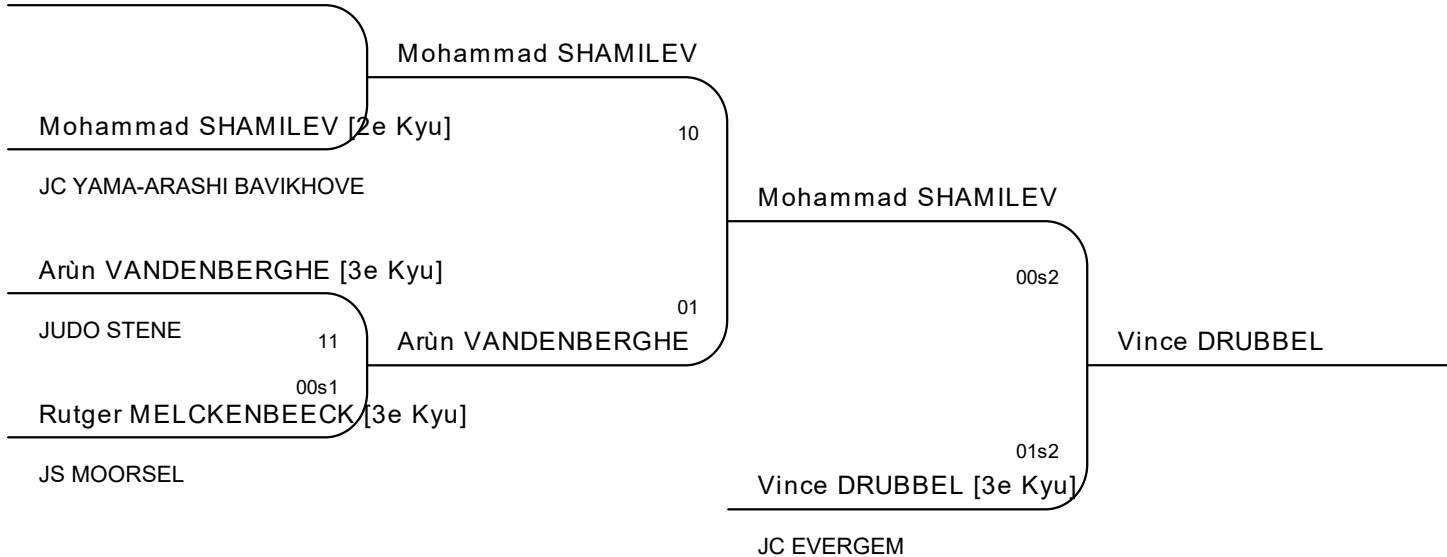 Mohammad SHAMILEV
Mohammad SHAMILEV [2e Kyu]
10
JC YAMA-ARASHI BAVIKHOVE
Mohammad SHAMILEV
Arùn VANDENBERGHE [3e Kyu]
00s2
01
JUDO STENE
11
Arùn VANDENBERGHE
Vince DRUBBEL
00s1
Rutger MELCKENBEECK [3e Kyu]
01s2
JS MOORSEL
Vince DRUBBEL [3e Kyu]
JC EVERGEM